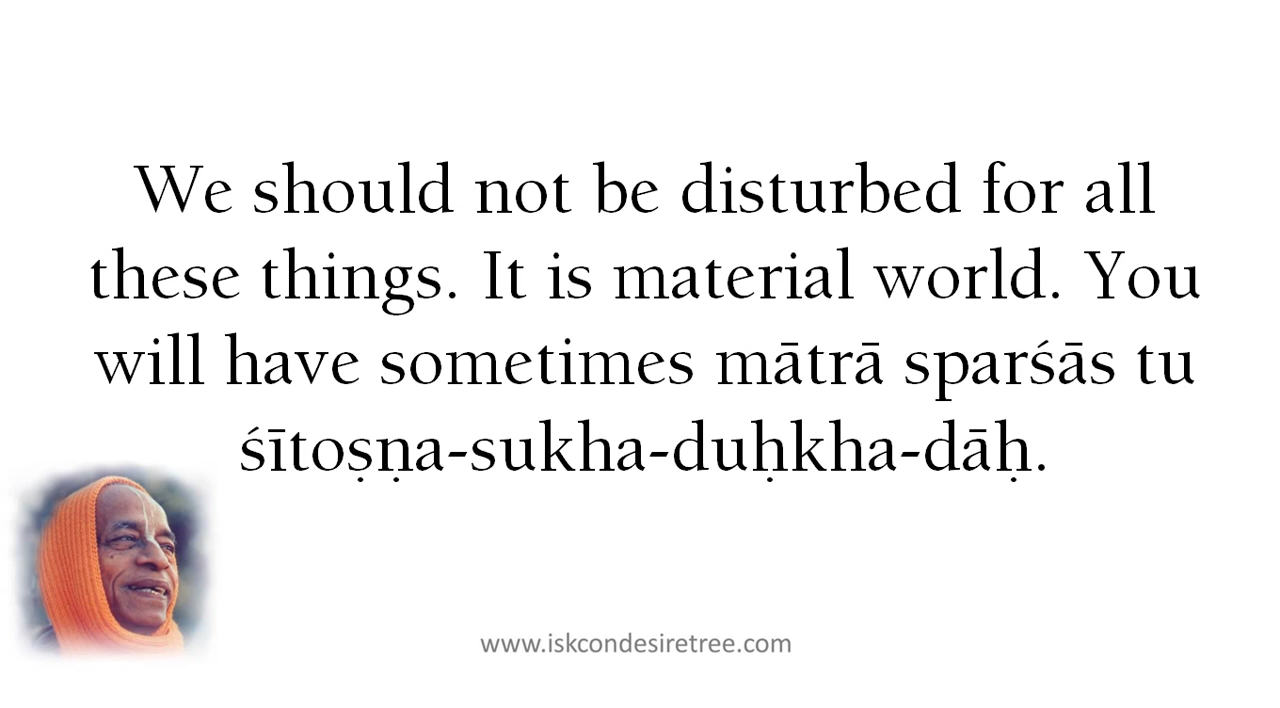 We should not be disturbed for all
these things. It is material world. You
will have sometimes mātrā sparśās tu
śītoṣṇa-sukha-duḥkha-dāḥ.
www.iskcondesiretree.com